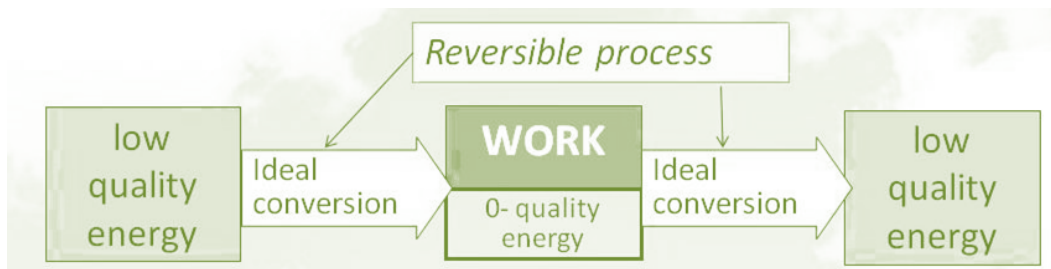 Reversible process
low
quality
energy
Ideal
conversion
WORK
0- quality
energy
Ideal
conversion
low
quality
energy